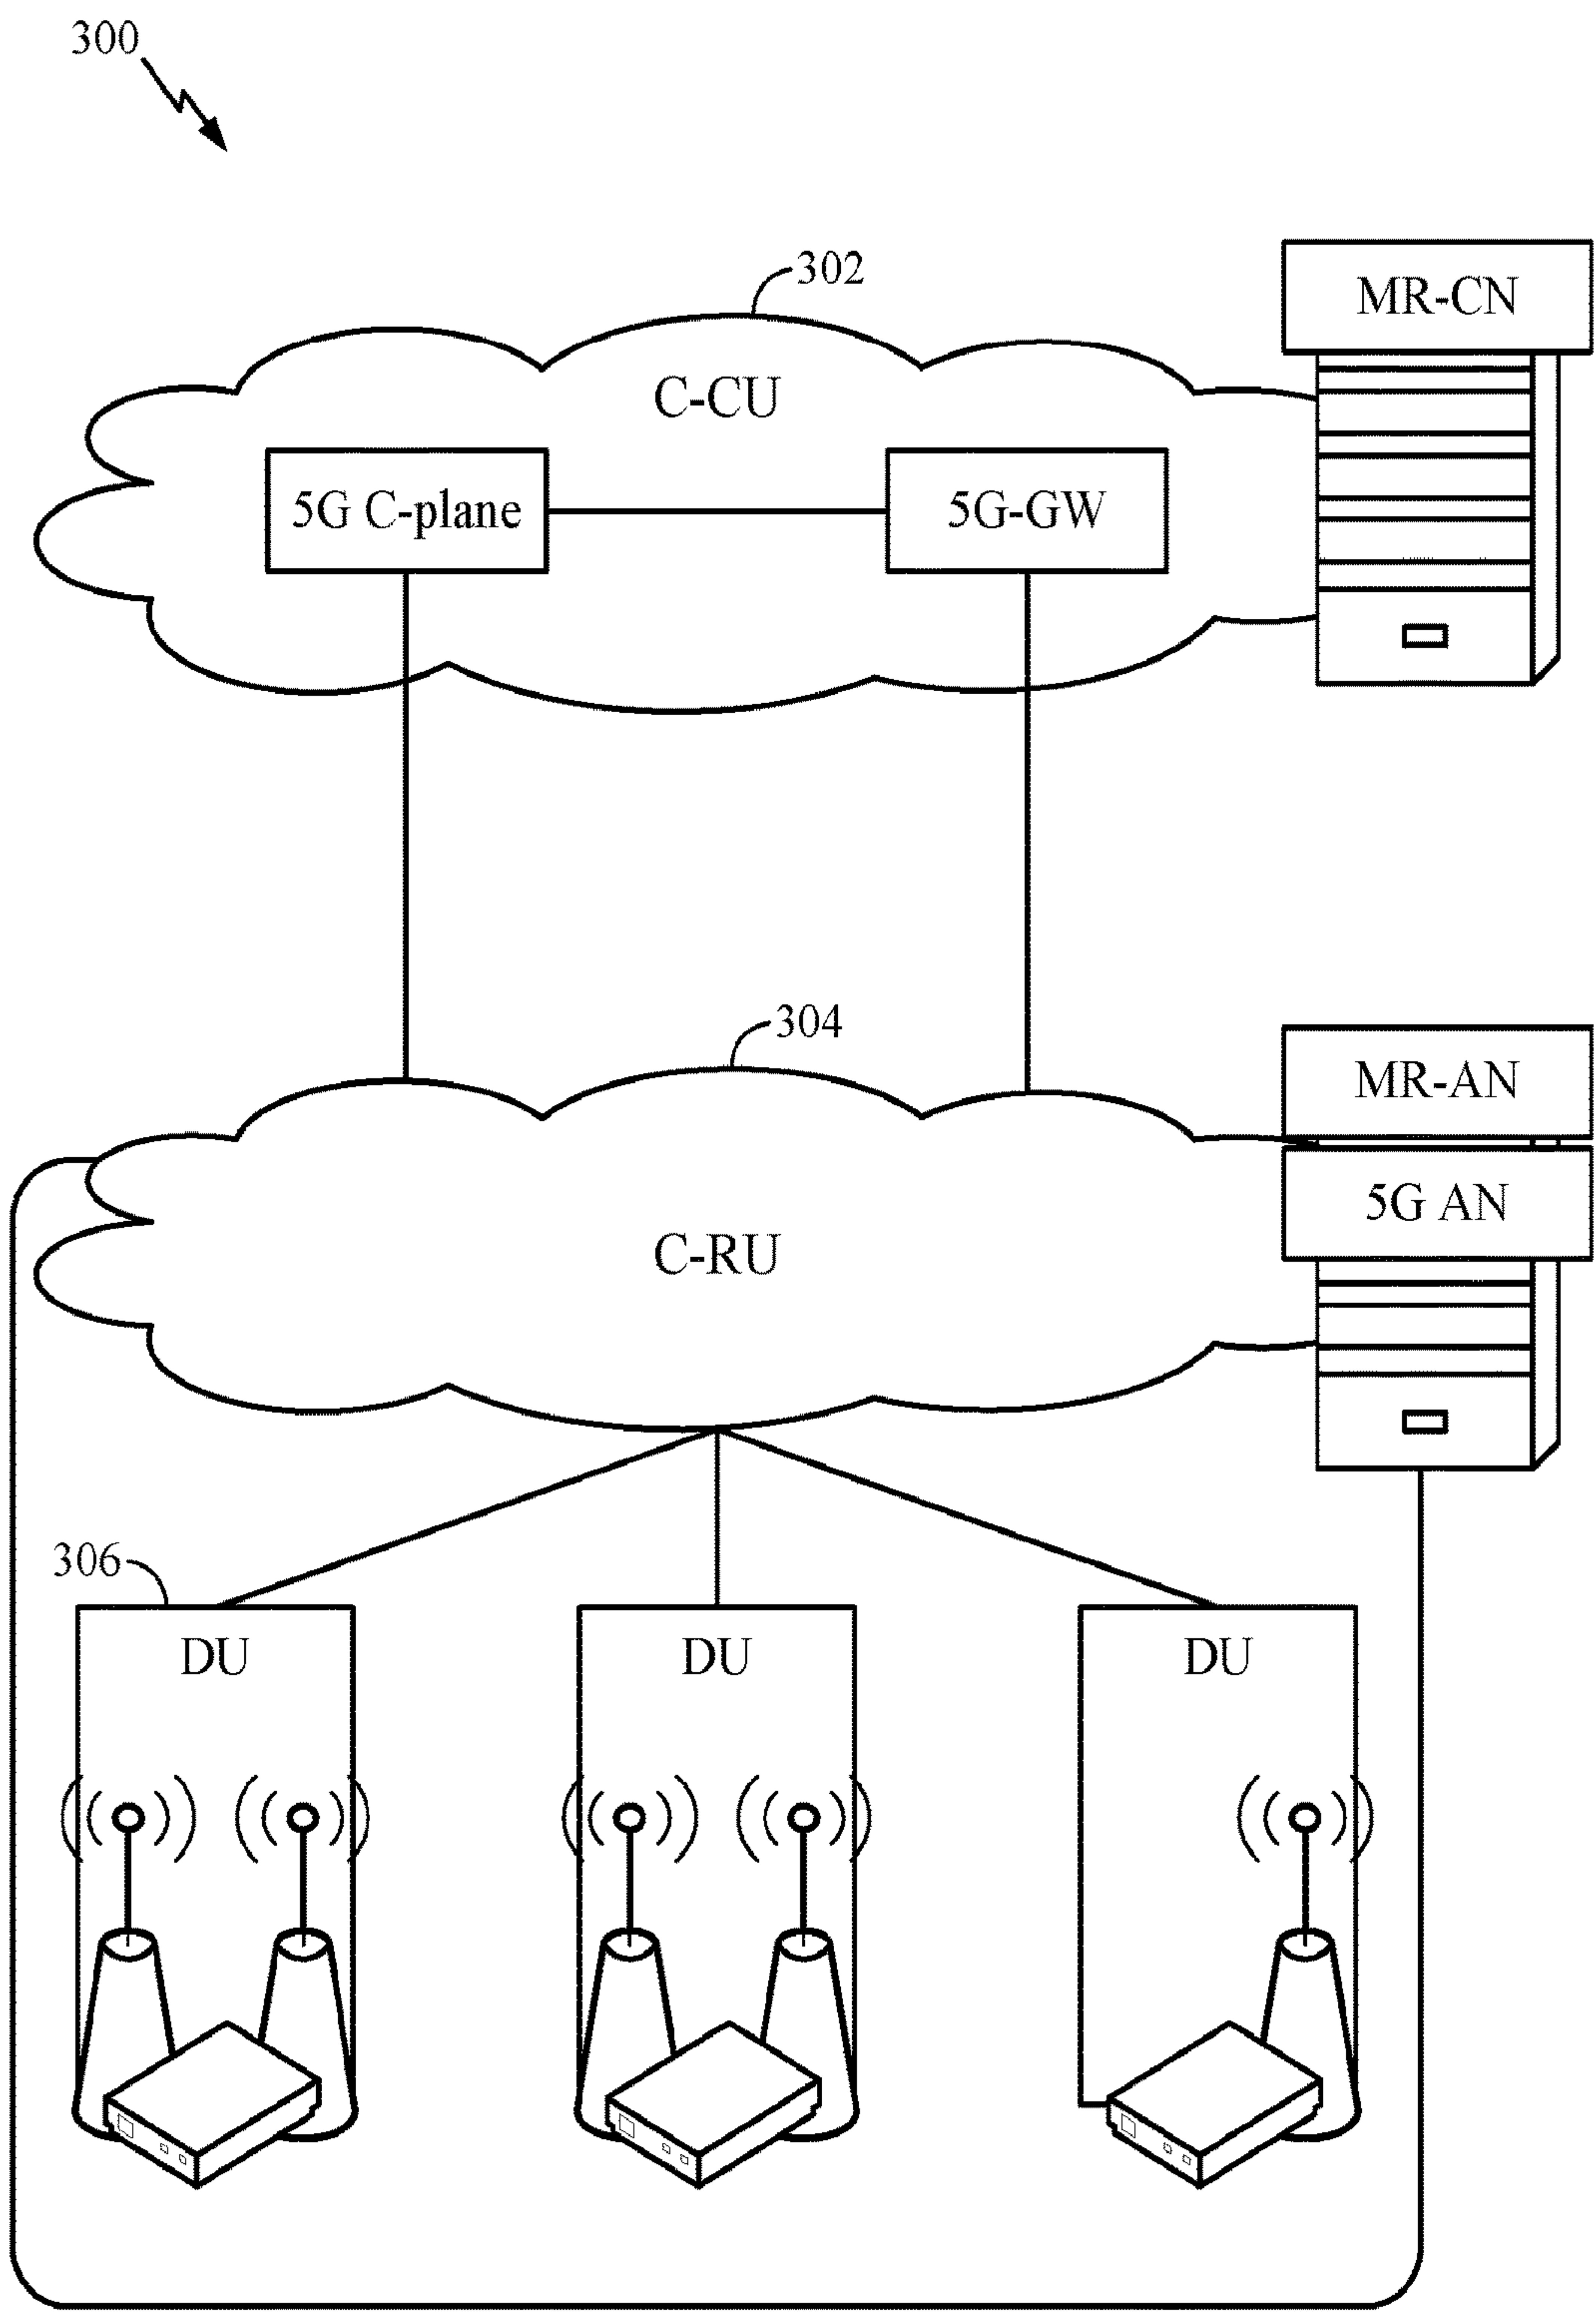 300
302
MR-CN
C-CU
5G C-plane
5G-GW
304
MR-AN
5G AN
C-RU
306
DU
DU
DU